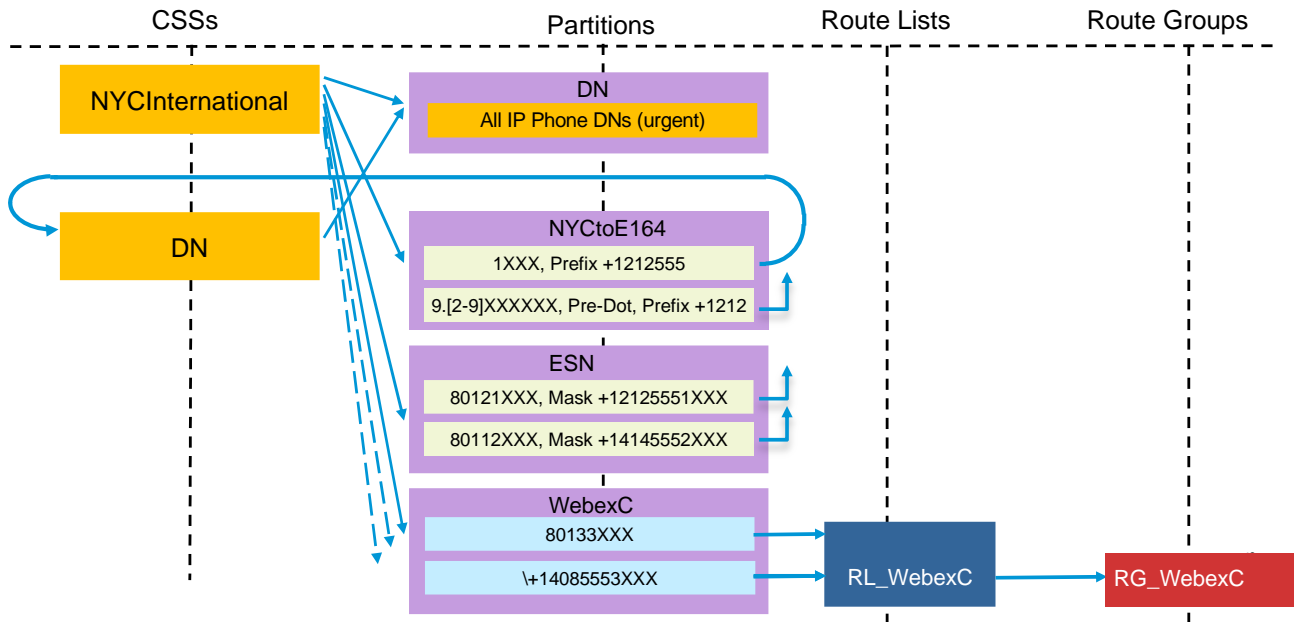 CSSs
Partitions
Route Lists
Route Groups
NYCInternational
DN
All IP Phone DNs (urgent)
DN
NYCtoE164
1XXX, Prefix +1212555
9.[2-9]XXXXXX, Pre-Dot, Prefix +1212
ESN
80121XXX, Mask +12125551XXX
80112XXX, Mask +14145552XXX
WebexC
80133XXX
\+14085553XXX
RL_WebexC
RG_WebexC